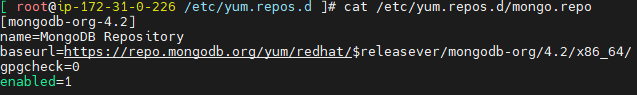 [ root@ip-172-31-0-226 /etc/yum.repos.d ]# cat /etc/yum.repos.d/mongo.repo
[mongodb-org-4.2]
name=MongoDB Repository
baseurl=https://repo.mongodb.org/yum/redhat/$releasever/mongodb-org/4.2/x86_64/
gpgcheck=0
enabled=1